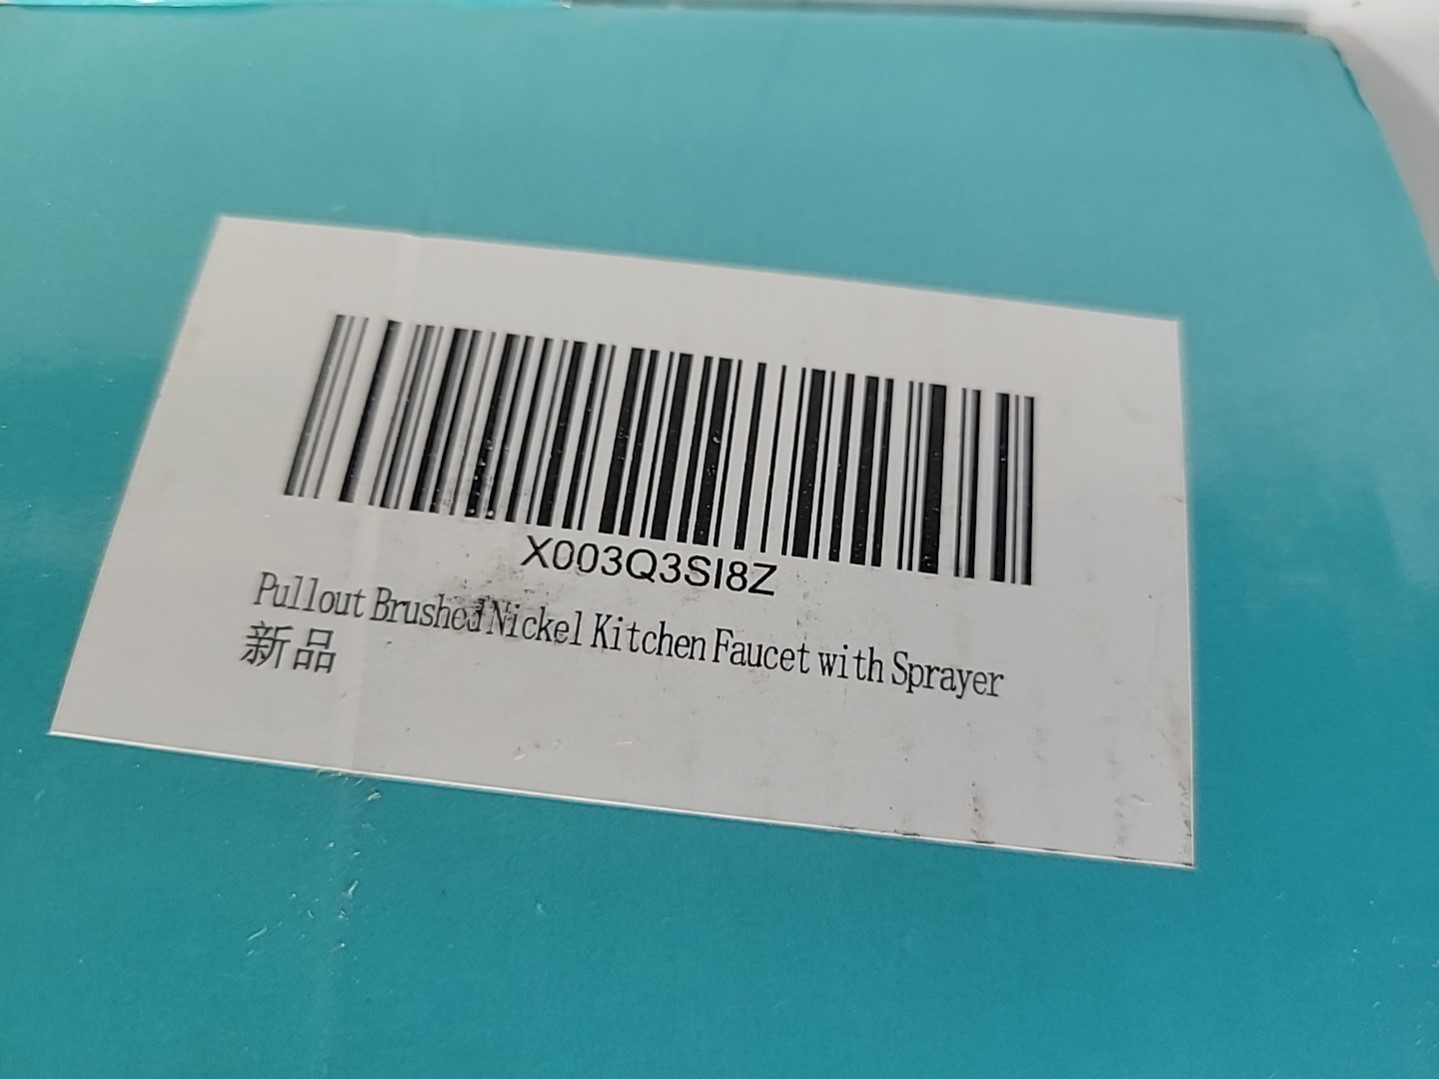 X003Q3SI8Z
Pullout Brushed Nickel Kitchen Faucet with Sprayer
新品